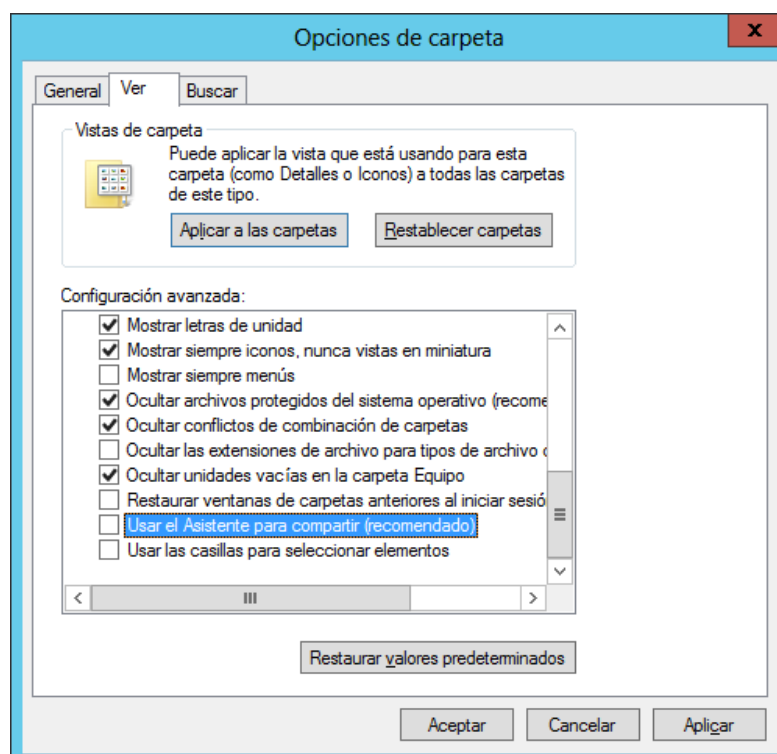 Opciones de carpeta
x
General
Ver
Buscar
Vistas de carpeta
Puede aplicar la vista que está usando para esta
carpeta (como Detalles o Iconos) a todas las carpetas
de este tipo.
Aplicar a las carpetas
Restablecer carpetas
Configuración avanzada:
Mostrar letras de unidad
Mostrar siempre iconos, nunca vistas en miniatura
Mostrar siempre menús
Ocultar archivos protegidos del sistema operativo (recome
Ocultar conflictos de combinación de carpetas
Ocultar las extensiones de archivo para tipos de archivo
Ocultar unidades vacías en la carpeta Equipo
Restaurar ventanas de carpetas anteriores al iniciar sesió
Usar el Asistente para compartir (recomendado)
Usar las casillas para seleccionar elementos
Restaurar valores predeterminados
Aceptar
Cancelar
Aplicar